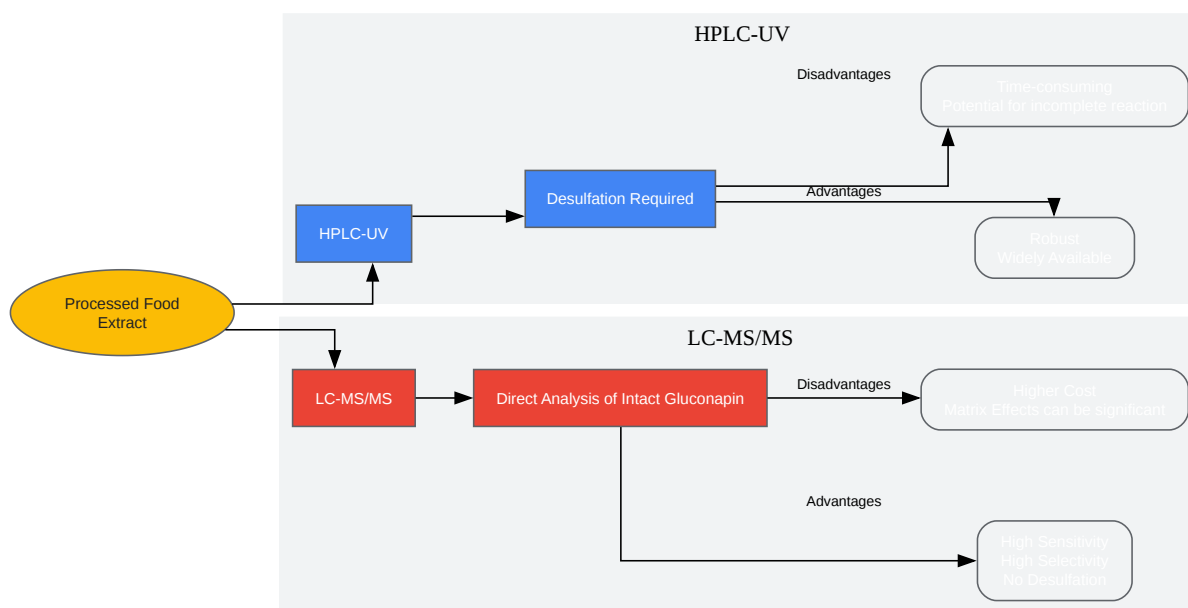 HPLC-UV
Disadvantages
Time-consuming
Potential for incomplete reaction
Desulfation Required
Advantages
HPLC-UV
Robust
Widely Available
Processed Food
Extract
LC-MS/MS
LC-MS/MS
Direct Analysis of Intact Gluconapin
Disadvantages
Higher Cost
Matrix Effects can be significant
Advantages
High Sensitivity
High Selectivity
No Desulfation